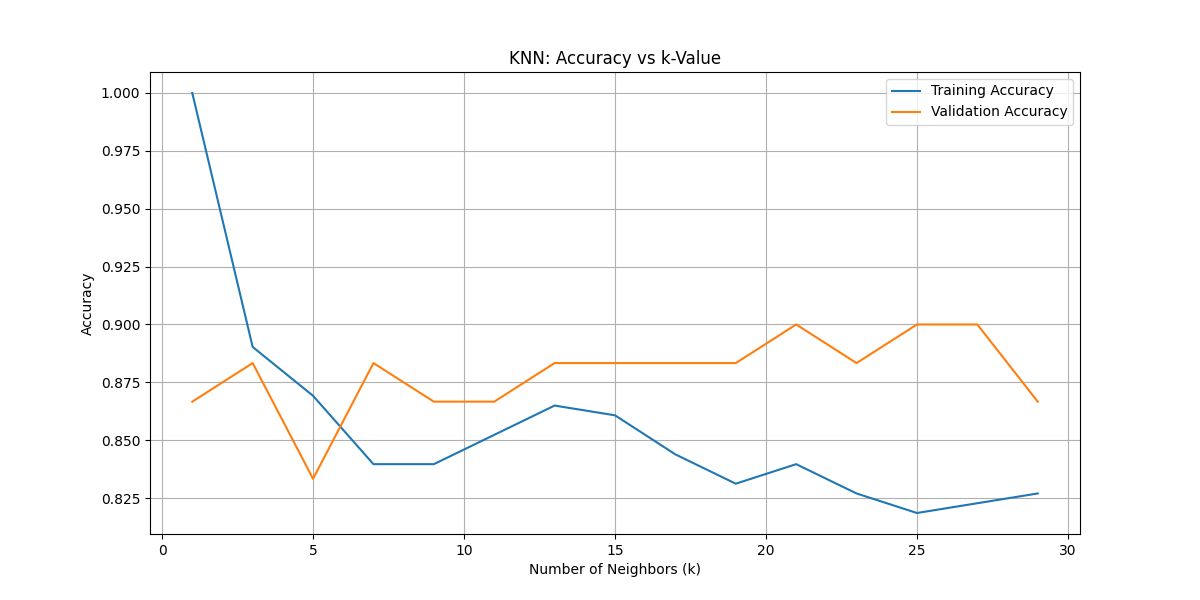 KNN: Accuracy vs k-Value
Training Accuracy
Validation Accuracy
1.000
0.975
0.950
0.925
0.900
0.875
0.850
0.825
Accuracy
0 5 10 15 20 25 30
Number of Neighbors (k)